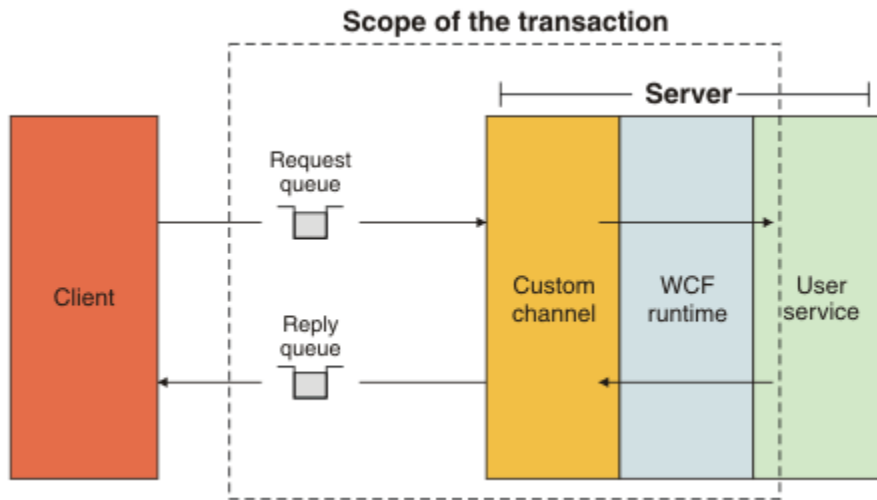 Scope of the transaction
Server
Request
queue
Client
Custom
channel
WCF
runtime
User
service
Reply
queue